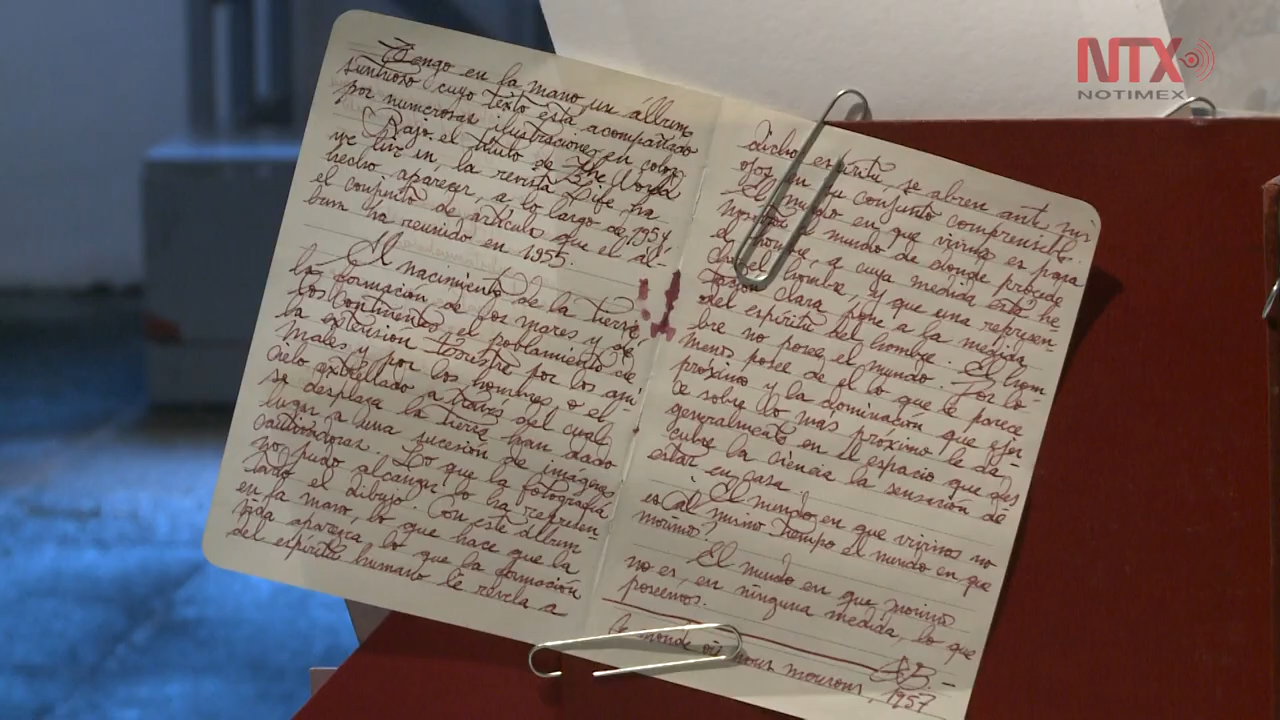 Tengo en la mano un álbum
suntuoso cuyo texto está acompañado
por numerosas ilustraciones en color.
Bajo el título de The World
we live in, la revista Life ha
hecho aparecer a lo largo de 1954
el conjunto de artículos que el ál-
bum ha reunido en 1955.
El nacimiento de la tierra
la formación de los mares y de
los continentes el poblamiento de
la extensión terrestre por los ani-
males y por los hombres o el
cielo estrellado a través del cual
se desplaza la tierra han dado
lugar a una sucesión de imágenes
cautivadoras. Lo que la fotografía
no pudo alcanzar lo ha represen
tado el dibujo. Con este álbum
en la mano, lo que hace que la
nada aparezca lo que la formación
del espíritu humano le revela a
dicho espíritu, se abren ante mis
ojos en su conjunto comprensible.
El mundo en que vivimos es para
nosotros el mundo de donde procede
el hombre, a cuya medida está he
cho el hombre, y que una represen-
tación clara pone a la medida
del espíritu del hombre. El hom
bre no posee el mundo. Por lo
menos posee de él lo que le parece
próximo y la dominación que ejer-
ce sobre lo mas proximo le da
generalmente en el espacio que des
cubre la ciencia la sensación de
estar en casa.
¿El mundo en que vivimos no
es al mismo tiempo el mundo en que
morimos?
El mundo en que morimos
no es, en ninguna medida, lo que
poseemos.
Le monde où nous mourons, 1957
NTX
NOTIMEX